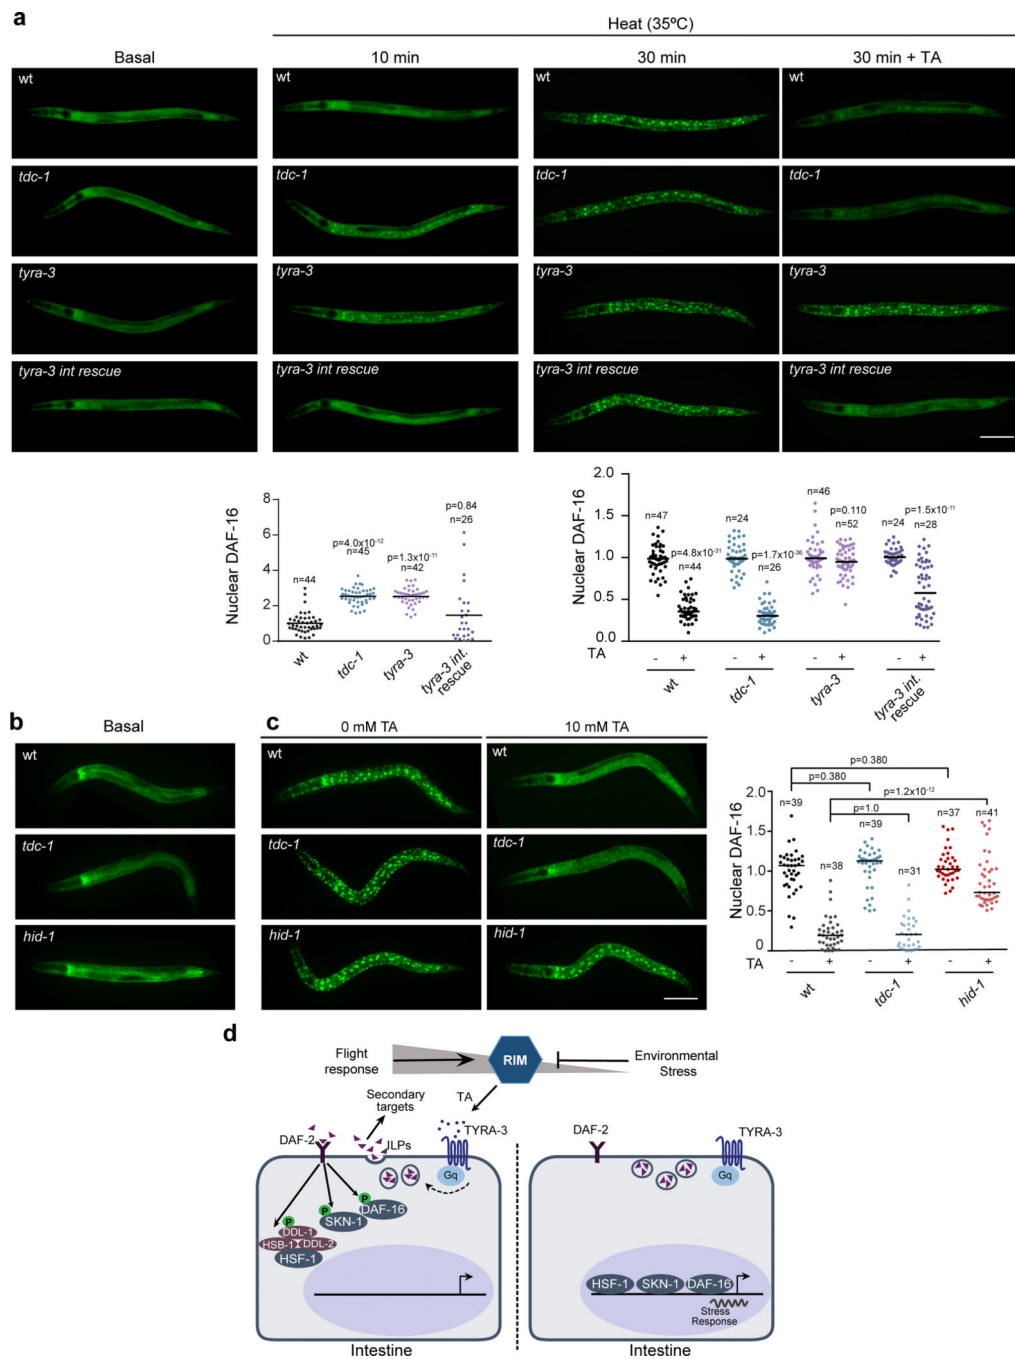 a
Heat (35ºC)
Basal
10 min
30 min
30 min + TA
wt
wt
wt
wt
tdc-1
tdc-1
tdc-1
tdc-1
tyra-3
tyra-3
tyra-3
tyra-3
tyra-3 int rescue
tyra-3 int rescue
tyra-3 int rescue
tyra-3 int rescue
Nuclear DAF-16
8
6
4
2
0
n=44
p=4.0x10⁻¹²
n=45
p=1.3x10⁻¹¹
n=42
p=0.84
n=26
wt
tdc-1
tyra-3
tyra-3 int.
rescue
Nuclear DAF-16
2.0
1.5
1.0
0.5
0.0
n=47
p=4.8x10⁻³¹
n=44
n=24
p=1.7x10⁻³⁶
n=26
n=46
p=0.110
n=52
n=24
p=1.5x10⁻¹¹
n=28
TA - + - + - + - +
wt
tdc-1
tyra-3
tyra-3 int.
rescue
b
Basal
wt
tdc-1
hid-1
c
0 mM TA
10 mM TA
wt
wt
tdc-1
tdc-1
hid-1
hid-1
Nuclear DAF-16
2.0
1.5
1.0
0.5
0
p=0.380
p=0.380
p=1.2x10⁻¹²
p=1.0
n=39
n=38
n=39
n=31
n=37
n=41
TA - + - + - +
wt
tdc-1
hid-1
d
Flight
response
RIM
Environmental
Stress
Secondary
targets
TA
DAF-2
ILPs
TYRA-3
Gq
P
DAF-16
P
SKN-1
P
DDL-1
HSB-1
DDL-2
HSF-1
Intestine
DAF-2
TYRA-3
Gq
HSF-1
SKN-1
DAF-16
Stress
Response
Intestine